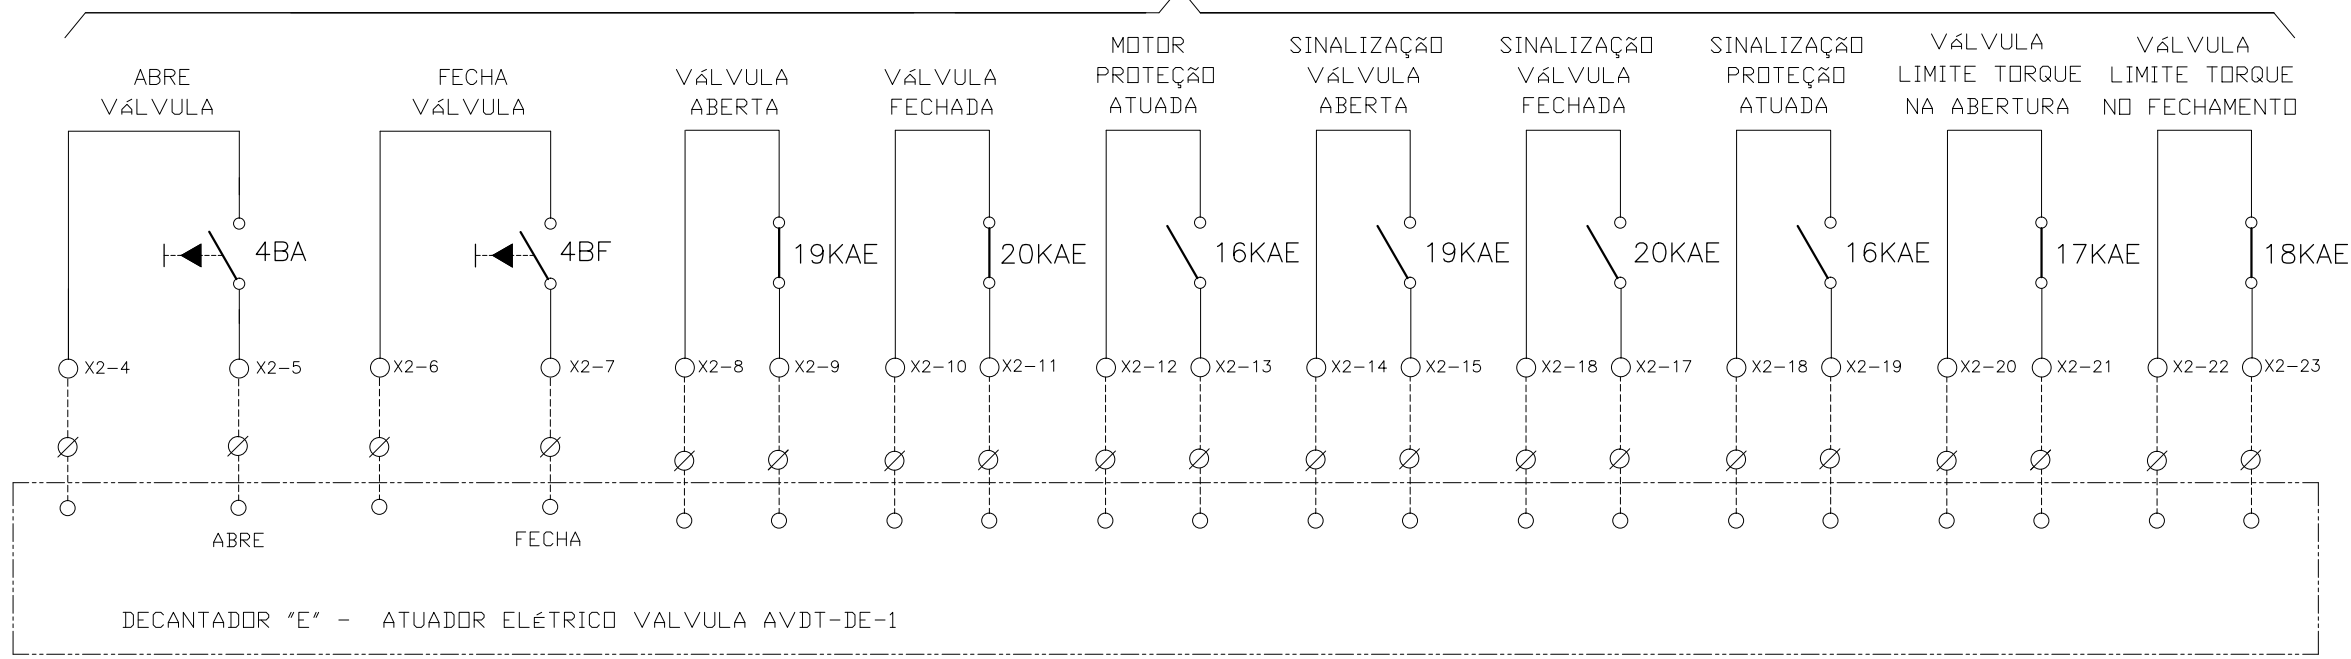 ABRE
VáLVULA
FECHA
VáLVULA
VáLVULA
ABERTA
VáLVULA
FECHADA
MOTOR
PROTEÇãO
ATUADA
SINALIZAÇãO
VáLVULA
ABERTA
SINALIZAÇãO
VáLVULA
FECHADA
SINALIZAÇãO
PROTEÇãO
ATUADA
VáLVULA
LIMITE TORQUE
NA ABERTURA
VáLVULA
LIMITE TORQUE
NO FECHAMENTO
4BA
4BF
19KAE
20KAE
16KAE
19KAE
20KAE
16KAE
17KAE
18KAE
X2-4
X2-5
X2-6
X2-7
X2-8
X2-9
X2-10
X2-11
X2-12
X2-13
X2-14
X2-15
X2-18
X2-17
X2-18
X2-19
X2-20
X2-21
X2-22
X2-23
ABRE
FECHA
DECANTADOR "E" - ATUADOR ELéTRICO VALVULA AVDT-DE-1